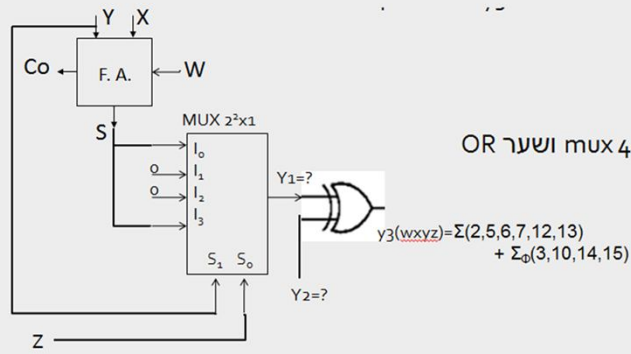 Y X
Co F. A. W
S
MUX 2²x1
I₀
0 I₁
0 I₂
I₃
S₁ S₀
Y1=?
Y2=?
Z
ושער OR mux 4
y3(wxyz)=Σ(2,5,6,7,12,13)
+ ΣΦ(3,10,14,15)